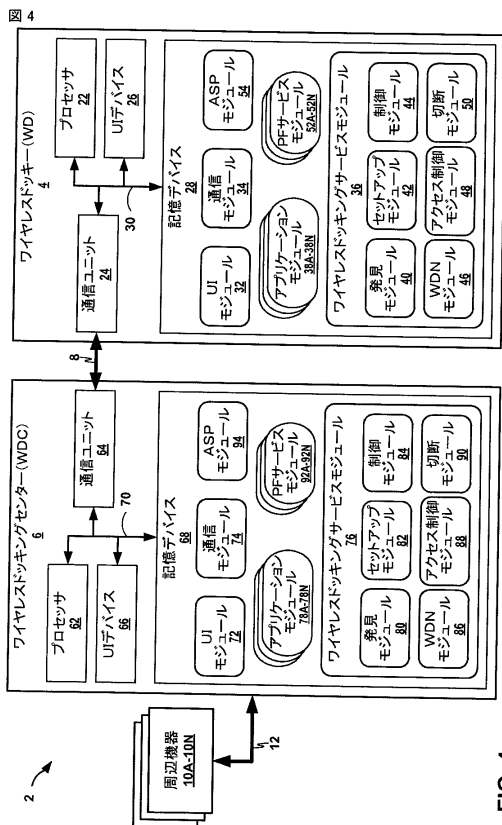 図 4
2
ワイヤレスドッキングセンター(WDC)
6
プロセッサ
62
UIデバイス
66
通信ユニット
64
70
記憶デバイス
68
UI
モジュール
72
通信
モジュール
74
ASP
モジュール
94
アプリケーション
モジュール
78A-78N
PFサービス
モジュール
92A-92N
ワイヤレスドッキングサービスモジュール
76
発見
モジュール
80
セットアップ
モジュール
82
制御
モジュール
84
WDN
モジュール
86
アクセス制御
モジュール
88
切断
モジュール
90
周辺機器
10A-10N
12
8
ワイヤレスドッキー(WD)
4
プロセッサ
22
UIデバイス
26
通信ユニット
24
30
記憶デバイス
28
UI
モジュール
32
通信
モジュール
34
ASP
モジュール
54
アプリケーション
モジュール
38A-38N
PFサービス
モジュール
52A-52N
ワイヤレスドッキングサービスモジュール
36
発見
モジュール
40
セットアップ
モジュール
42
制御
モジュール
44
WDN
モジュール
46
アクセス制御
モジュール
48
切断
モジュール
50
FIG. 4